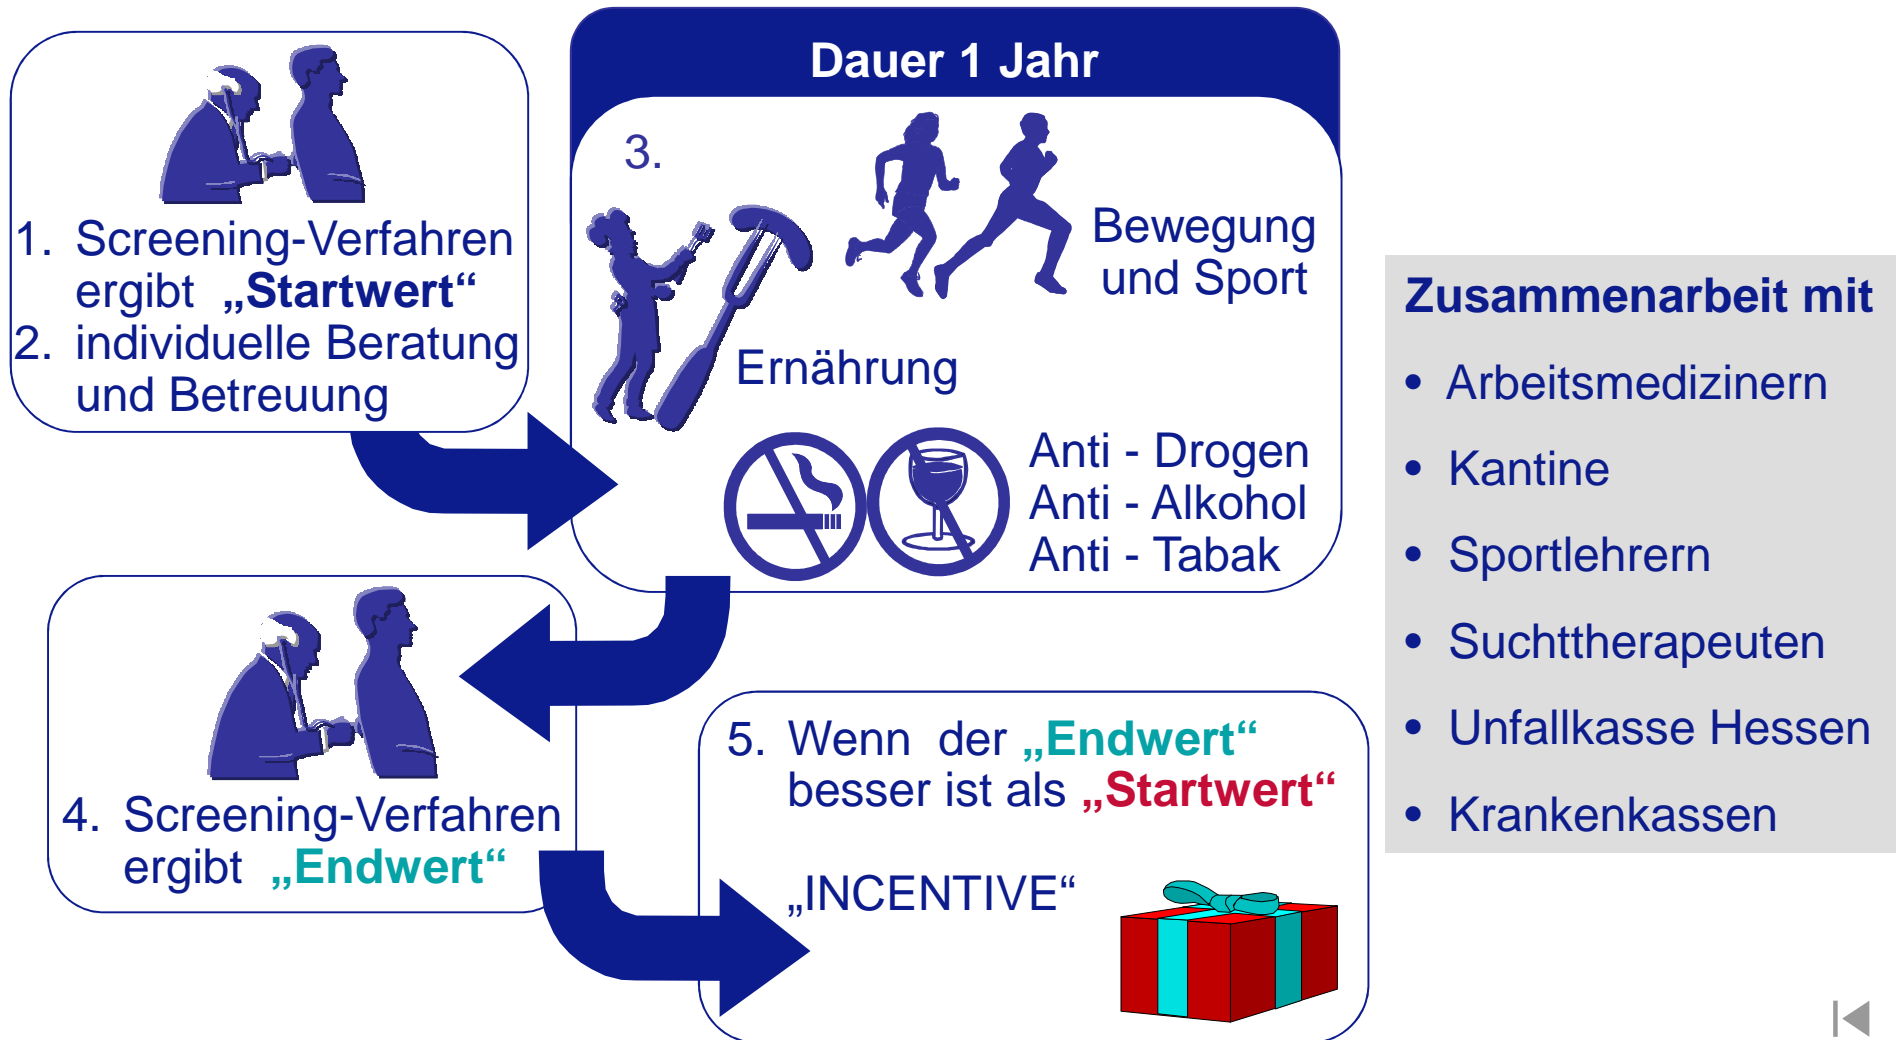 1. Screening-Verfahren
ergibt „Startwert“
2. individuelle Beratung
und Betreuung
Dauer 1 Jahr
3.
Bewegung
und Sport
Ernährung
Anti - Drogen
Anti - Alkohol
Anti - Tabak
4. Screening-Verfahren
ergibt „Endwert“
5. Wenn der „Endwert“
besser ist als „Startwert“
„INCENTIVE“
Zusammenarbeit mit
• Arbeitsmedizinern
• Kantine
• Sportlehrern
• Suchttherapeuten
• Unfallkasse Hessen
• Krankenkassen